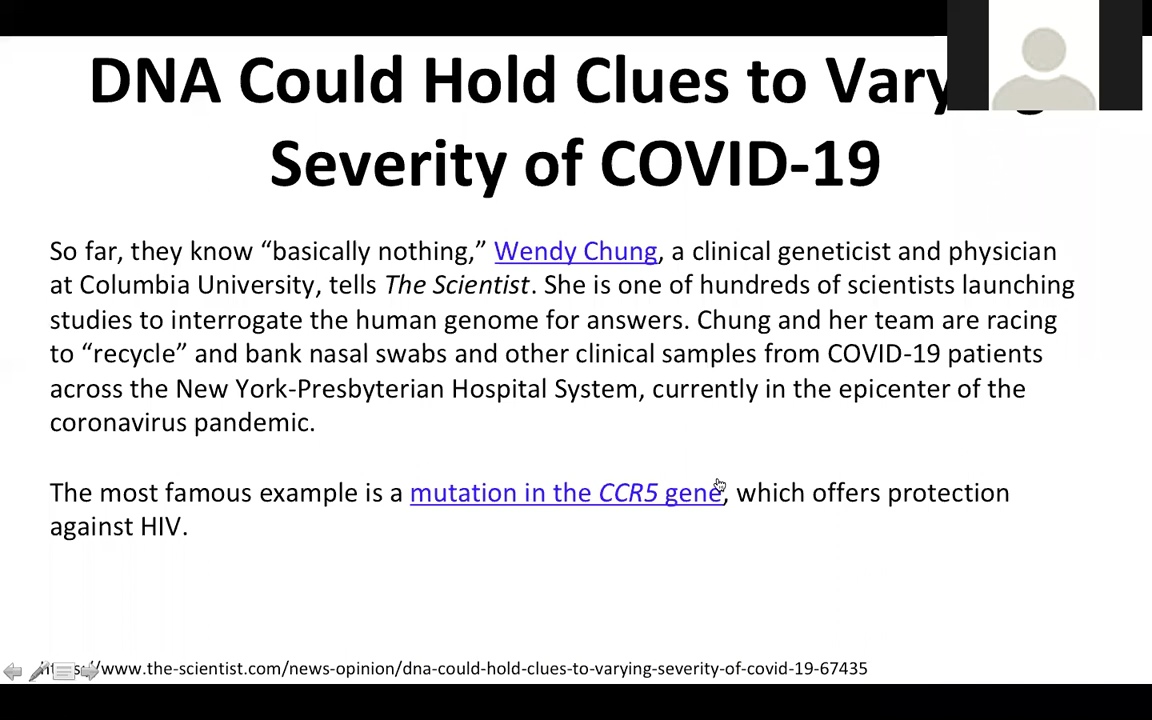 DNA Could Hold Clues to
Severity of COVID-19
So far, they know “basically nothing,” Wendy Chung, a clinical geneticist and physician
at Columbia University, tells The Scientist. She is one of hundreds of scientists launching
studies to interrogate the human genome for answers. Chung and her team are racing
to “recycle” and bank nasal swabs and other clinical samples from COVID-19 patients
across the New York-Presbyterian Hospital System, currently in the epicenter of the
coronavirus pandemic.
The most famous example is a mutation in the CCR5 gene, which offers protection
against HIV.
www.the-scientist.com/news-opinion/dna-could-hold-clues-to-varying-severity-of-covid-19-67435